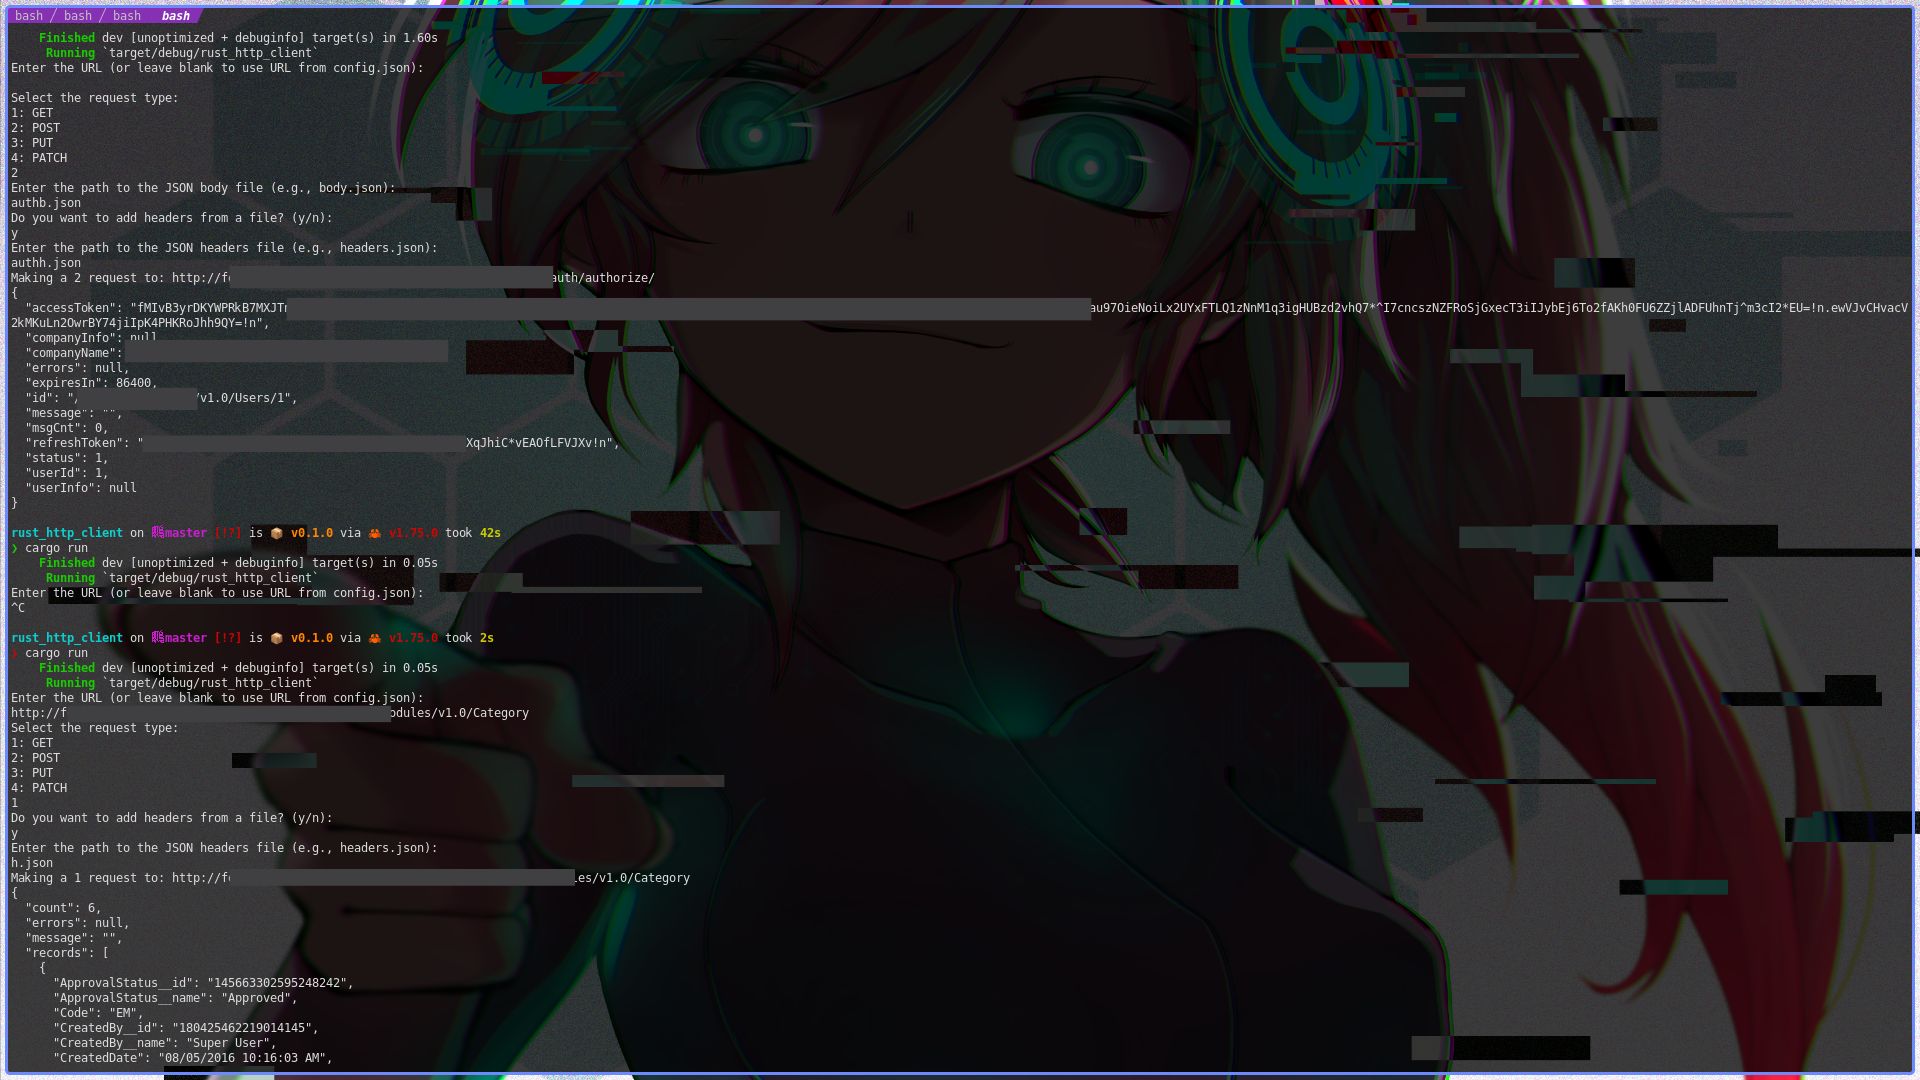 bash / bash / bash bash
Finished dev [unoptimized + debuginfo] target(s) in 1.60s
Running `target/debug/rust_http_client`
Enter the URL (or leave blank to use URL from config.json):
Select the request type:
1: GET
2: POST
3: PUT
4: PATCH
2
Enter the path to the JSON body file (e.g., body.json):
authb.json
Do you want to add headers from a file? (y/n):
y
Enter the path to the JSON headers file (e.g., headers.json):
authh.json
Making a 2 request to: http://f auth/authorize/
{
"accessToken": "fMIvB3yrDKYWPRkB7MXJT au97OieNoiLx2UYxFTLQ1zNnM1q3igHUBzd2vhQ7*^I7cncszNZFRoSjGxecT3iIJybEj6To2fAKh0FU6ZZjlADFUhnTj^m3cI2*EU=!n.ewVJvCHvacV
2kMKuLn2OwrBY74jiIpK4PHKRoJhh9QY=!n",
"companyInfo": null
"companyName":
"errors": null,
"expiresIn": 86400,
"id": "/ /v1.0/Users/1",
"message": "",
"msgCnt": 0,
"refreshToken": " XqJhiC*vEAOfLFVJXv!n",
"status": 1,
"userId": 1,
"userInfo": null
}
rust_http_client on master [!?] is 📦 v0.1.0 via 🦀 v1.75.0 took 42s
❯ cargo run
Finished dev [unoptimized + debuginfo] target(s) in 0.05s
Running `target/debug/rust_http_client`
Enter the URL (or leave blank to use URL from config.json):
^C
rust_http_client on master [!?] is 📦 v0.1.0 via 🦀 v1.75.0 took 2s
❯ cargo run
Finished dev [unoptimized + debuginfo] target(s) in 0.05s
Running `target/debug/rust_http_client`
Enter the URL (or leave blank to use URL from config.json):
http://f odules/v1.0/Category
Select the request type:
1: GET
2: POST
3: PUT
4: PATCH
1
Do you want to add headers from a file? (y/n):
y
Enter the path to the JSON headers file (e.g., headers.json):
h.json
Making a 1 request to: http://f les/v1.0/Category
{
"count": 6,
"errors": null,
"message": "",
"records": [
{
"ApprovalStatus__id": "145663302595248242",
"ApprovalStatus__name": "Approved",
"Code": "EM",
"CreatedBy__id": "180425462219014145",
"CreatedBy__name": "Super User",
"CreatedDate": "08/05/2016 10:16:03 AM",